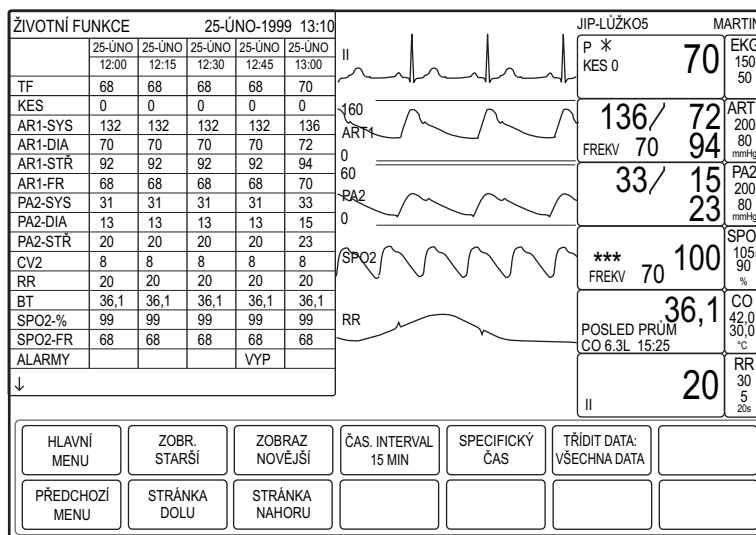 ŽIVOTNÍ FUNKCE 25-ÚNO-1999 13:10
25-ÚNO 25-ÚNO 25-ÚNO 25-ÚNO 25-ÚNO
12:00 12:15 12:30 12:45 13:00
TF 68 68 68 68 70
KES 0 0 0 0 0
AR1-SYS 132 132 132 132 136
AR1-DIA 70 70 70 70 72
AR1-STŘ 92 92 92 92 94
AR1-FR 68 68 68 68 70
PA2-SYS 31 31 31 31 33
PA2-DIA 13 13 13 13 15
PA2-STŘ 20 20 20 20 23
CV2 8 8 8 8 8
RR 20 20 20 20 20
BT 36,1 36,1 36,1 36,1 36,1
SPO2-% 99 99 99 99 99
SPO2-FR 68 68 68 68 68
ALARMY VYP
↓
II
160
ART1
0
60
PA2
0
SPO2
RR
JIP-LŮŽKO5 MARTIN
P
KES 0
70
EKG
150
50
136/ 72
FREKV 70 94
ART1
200
80
mmHg
33/ 15
23
PA2
200
80
mmHg
*** 100
FREKV 70
SPO
105
90
%
36,1
POSLED PRŮM
CO 6.3L 15:25
CO
42,0
30,0
°C
20
II
RR
30
5
20s
HLAVNÍ MENU
ZOBR. STARŠÍ
ZOBRAZ NOVĚJŠÍ
ČAS. INTERVAL 15 MIN
SPECIFICKÝ ČAS
TŘÍDIT DATA: VŠECHNA DATA
PŘEDCHOZÍ MENU
STRÁNKA DOLU
STRÁNKA NAHORU